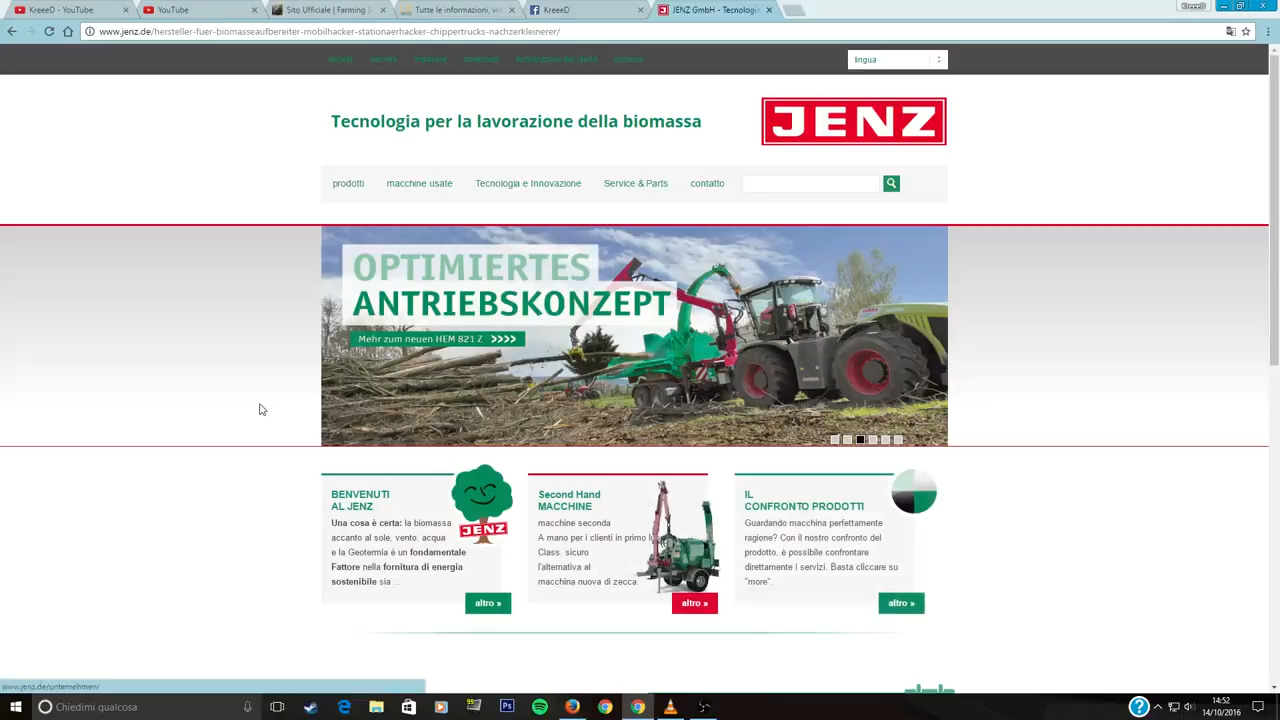 KreeeD - YouTube
YouTube
Sito Ufficiale | Farming S
Tutte le informazioni, vid
KreeeD
JENZ GmbH - Tecnologie
KreeeD
www.jenz.de/hersteller-fuer-biomasseaufbereiter-mobilhacker-stationaerhacker-chippertrucks-nachzerkleinerer/
lingua
Tecnologia per la lavorazione della biomassa
JENZ
prodotti
macchine usate
Tecnologia e Innovazione
Service & Parts
contatto
OPTIMIERTES
ANTRIEBSKONZEPT
Mehr zum neuen HEM 821 Z >>>>
BENVENUTI
AL JENZ
Una cosa è certa: la biomassa
accanto al sole, vento, acqua
e la Geotermia è un fondamentale
Fattore nella fornitura di energia
sostenibile sia ...
JENZ
altro »
Second Hand
MACCHINE
macchine seconda
A mano per i clienti in primo
Class. sicuro
l'alternativa al
macchina nuova di zecca.
altro »
IL
CONFRONTO PRODOTTI
Guardando macchina perfettamente
ragione? Con il nostro confronto del
prodotto, è possibile confrontare
direttamente i servizi. Basta cliccare su
"more".
altro »
www.jenz.de/unternehmen/
Chiedimi qualcosa
14:52
14/10/2016